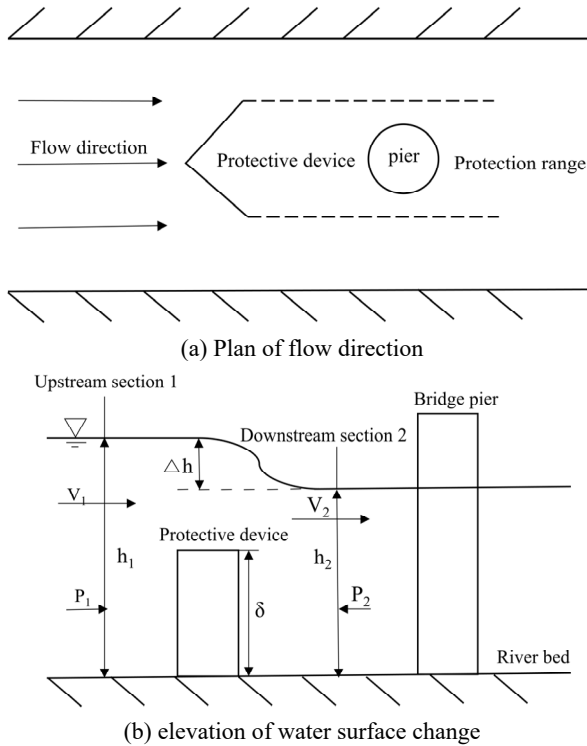 Flow direction
Protective device
pier
Protection range
(a) Plan of flow direction
Upstream section 1
Bridge pier
Downstream section 2
△h
V₁
V₂
Protective device
h₁
h₂
P₁
δ
P₂
River bed
(b) elevation of water surface change